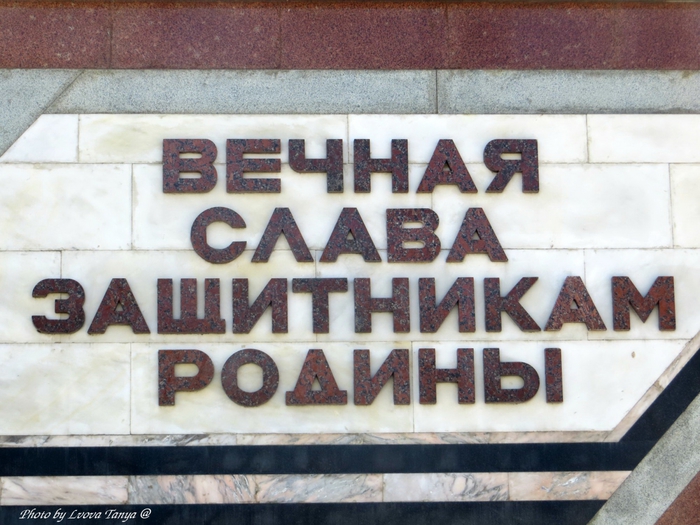 ВЕЧНАЯ
СЛАВА
ЗАЩИТНИКАМ
РОДИНЫ
Photo by Lvova Tanya @